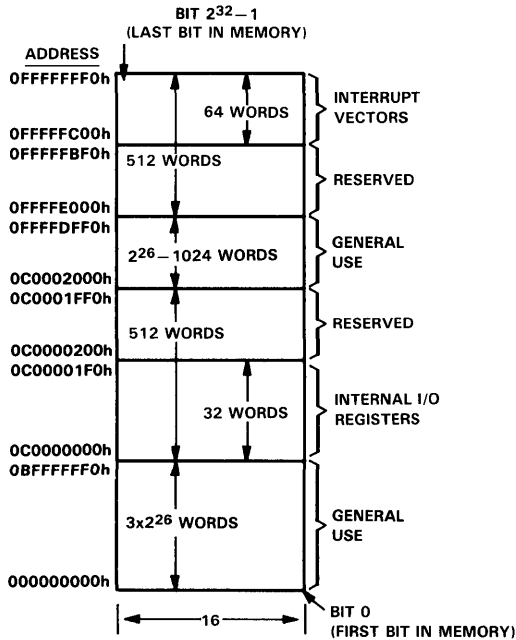 BIT 2³²−1
(LAST BIT IN MEMORY)
ADDRESS
0FFFFFFF0h
64 WORDS
INTERRUPT
VECTORS
0FFFFFC00h
0FFFFFBF0h
512 WORDS
RESERVED
0FFFFE000h
0FFFFDFF0h
2²⁶−1024 WORDS
GENERAL
USE
0C0002000h
0C0001FF0h
512 WORDS
RESERVED
0C0000200h
0C00001F0h
32 WORDS
INTERNAL I/O
REGISTERS
0C0000000h
0BFFFFFF0h
3x2²⁶ WORDS
GENERAL
USE
000000000h
16
BIT 0
(FIRST BIT IN MEMORY)